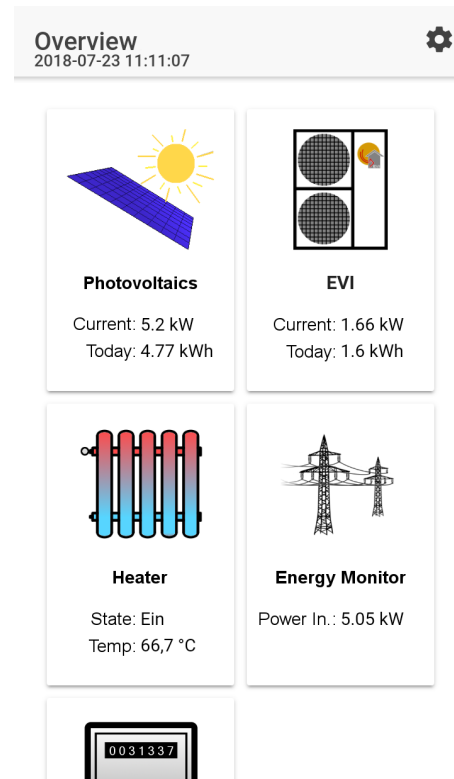 Overview
2018-07-23 11:11:07
Photovoltaics
Current: 5.2 kW
Today: 4.77 kWh
EVI
Current: 1.66 kW
Today: 1.6 kWh
Heater
State: Ein
Temp: 66,7 °C
Energy Monitor
Power In.: 5.05 kW
0031337